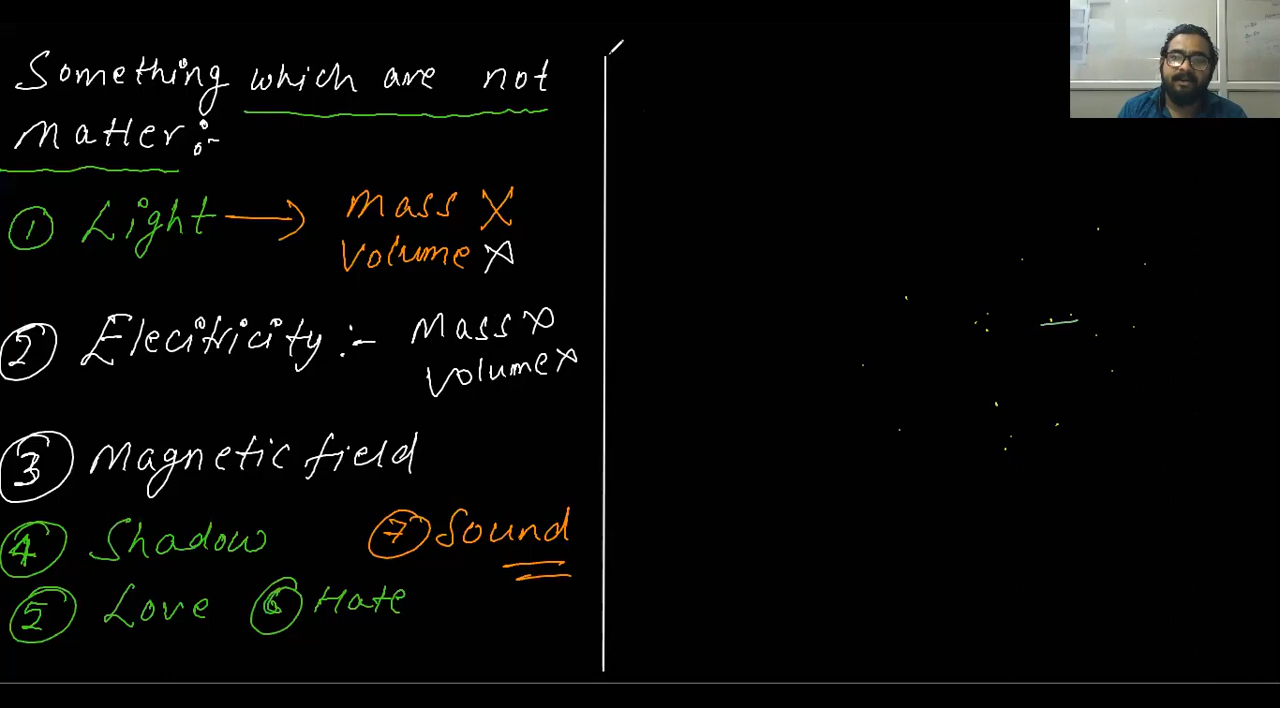 Something which are not
Matter:-
① Light → Mass X
Volume X
② Electricity :- Mass X
Volume X
③ Magnetic field
④ Shadow ⑦ Sound
⑤ Love ⑥ Hate